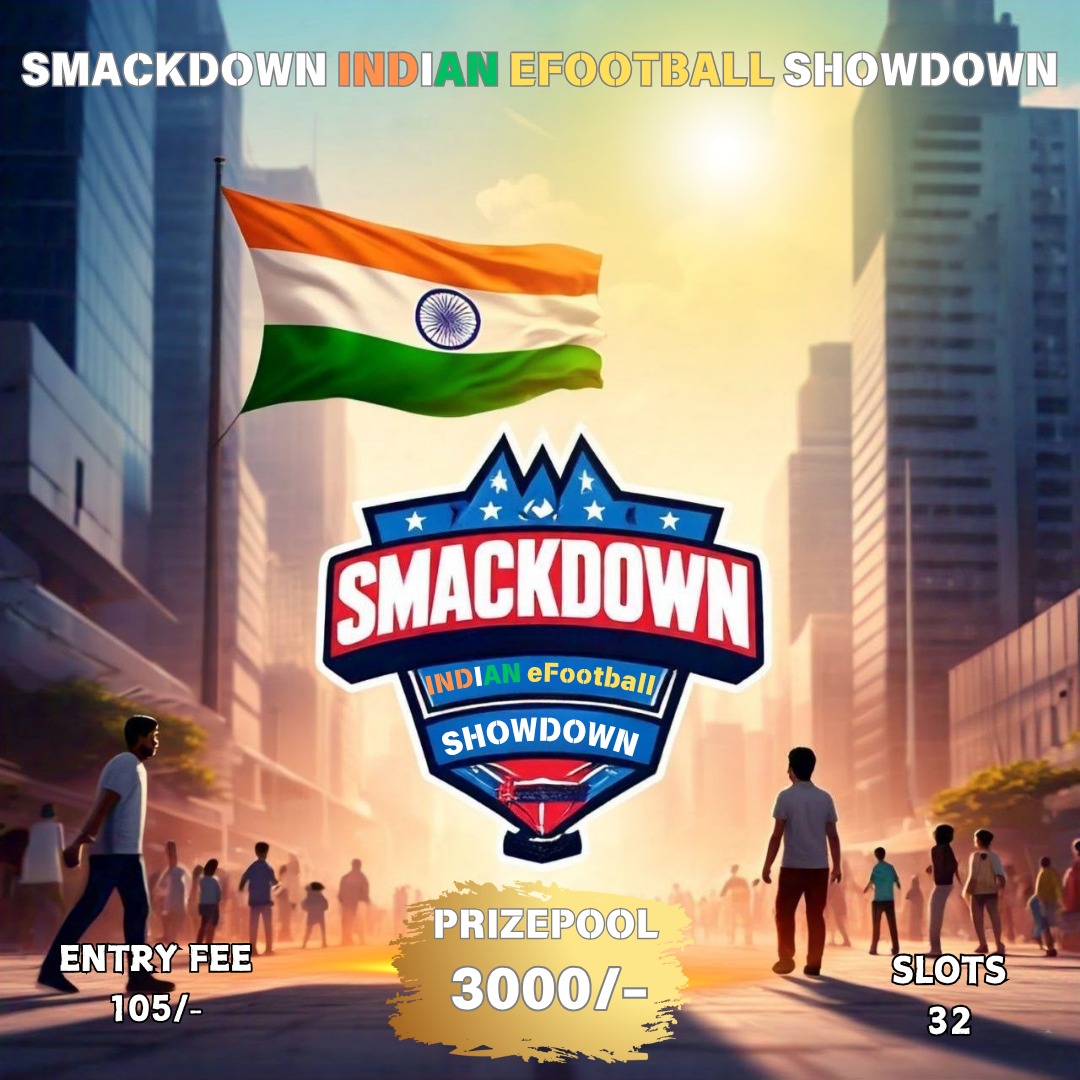 SMACKDOWN INDIAN EFOOTBALL SHOWDOWN
SMACKDOWN
INDIAN eFootball
SHOWDOWN
PRIZEPOOL
3000/-
ENTRY FEE
105/-
SLOTS
32